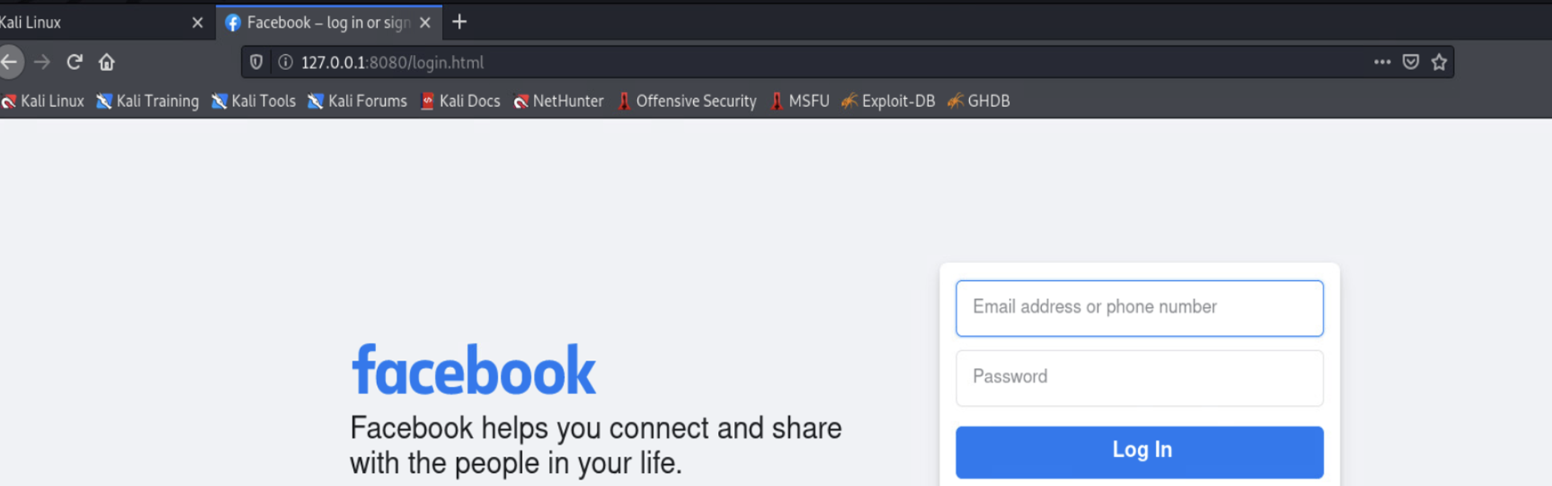 Kali Linux
Facebook – log in or sign
127.0.0.1:8080/login.html
Kali Linux Kali Training Kali Tools Kali Forums Kali Docs NetHunter Offensive Security MSFU Exploit-DB GHDB
Email address or phone number
Password
Log In
facebook
Facebook helps you connect and share
with the people in your life.